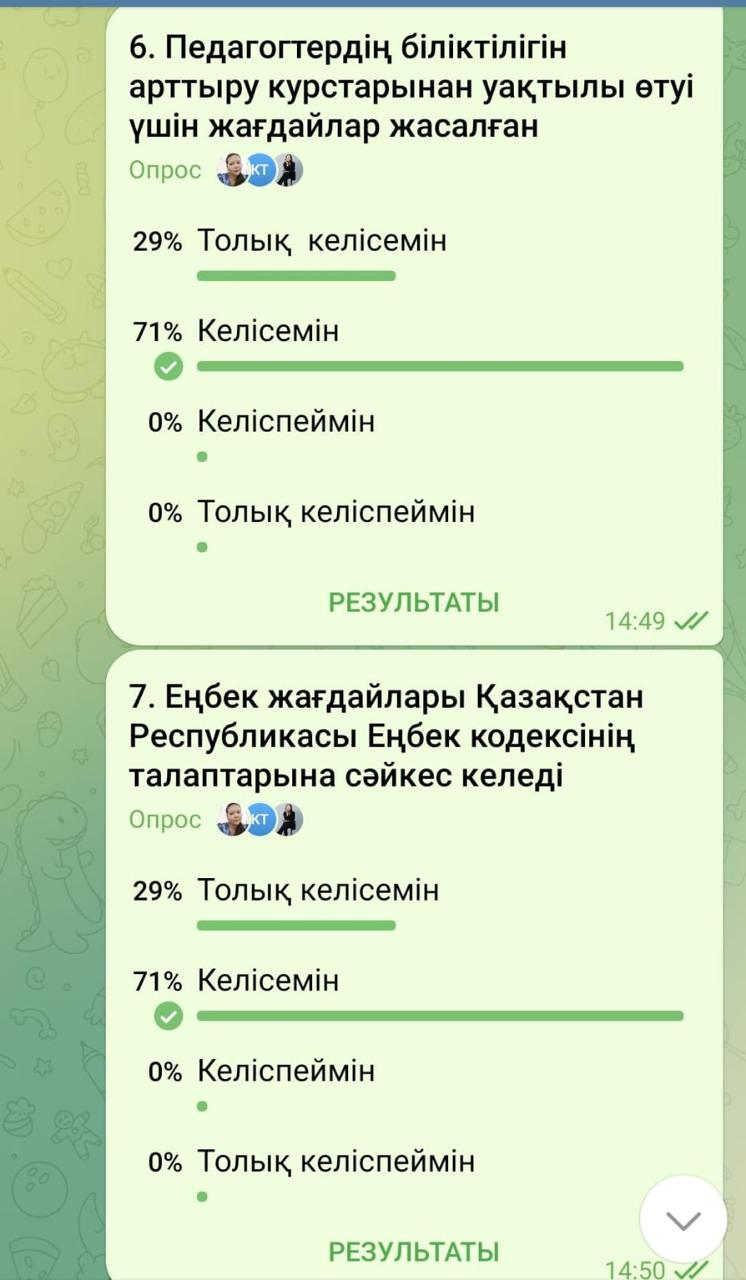 6. Педагогтердің біліктілігін
арттыру курстарынан уақтылы өтуі
үшін жағдайлар жасалған
Опрос КТ
29% Толық келісемін
71% Келісемін
0% Келіспеймін
0% Толық келіспеймін
РЕЗУЛЬТАТЫ
14:49
7. Еңбек жағдайлары Қазақстан
Республикасы Еңбек кодексінің
талаптарына сәйкес келеді
Опрос КТ
29% Толық келісемін
71% Келісемін
0% Келіспеймін
0% Толық келіспеймін
РЕЗУЛЬТАТЫ
14:50